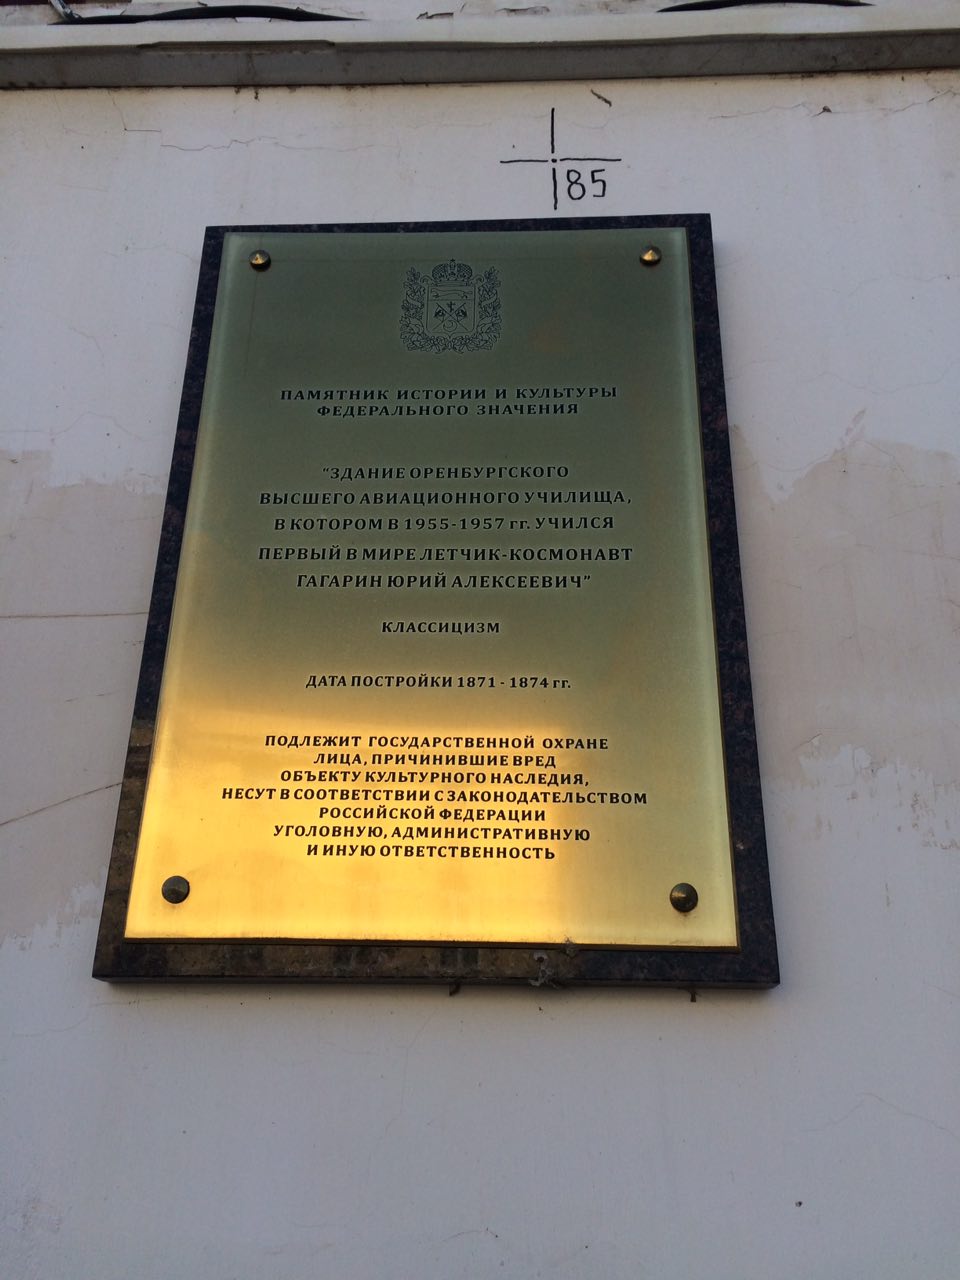 185
ПАМЯТНИК ИСТОРИИ И КУЛЬТУРЫ
ФЕДЕРАЛЬНОГО ЗНАЧЕНИЯ
“ЗДАНИЕ ОРЕНБУРГСКОГО
ВЫСШЕГО АВИАЦИОННОГО УЧИЛИЩА,
В КОТОРОМ В 1955-1957 гг. УЧИЛСЯ
ПЕРВЫЙ В МИРЕ ЛЕТЧИК-КОСМОНАВТ
ГАГАРИН ЮРИЙ АЛЕКСЕЕВИЧ”
КЛАССИЦИЗМ
ДАТА ПОСТРОЙКИ 1871 - 1874 гг.
ПОДЛЕЖИТ ГОСУДАРСТВЕННОЙ ОХРАНЕ
ЛИЦА, ПРИЧИНИВШИЕ ВРЕД
ОБЪЕКТУ КУЛЬТУРНОГО НАСЛЕДИЯ,
НЕСУТ В СООТВЕТСТВИИ С ЗАКОНОДАТЕЛЬСТВОМ
РОССИЙСКОЙ ФЕДЕРАЦИИ
УГОЛОВНУЮ, АДМИНИСТРАТИВНУЮ
И ИНУЮ ОТВЕТСТВЕННОСТЬ